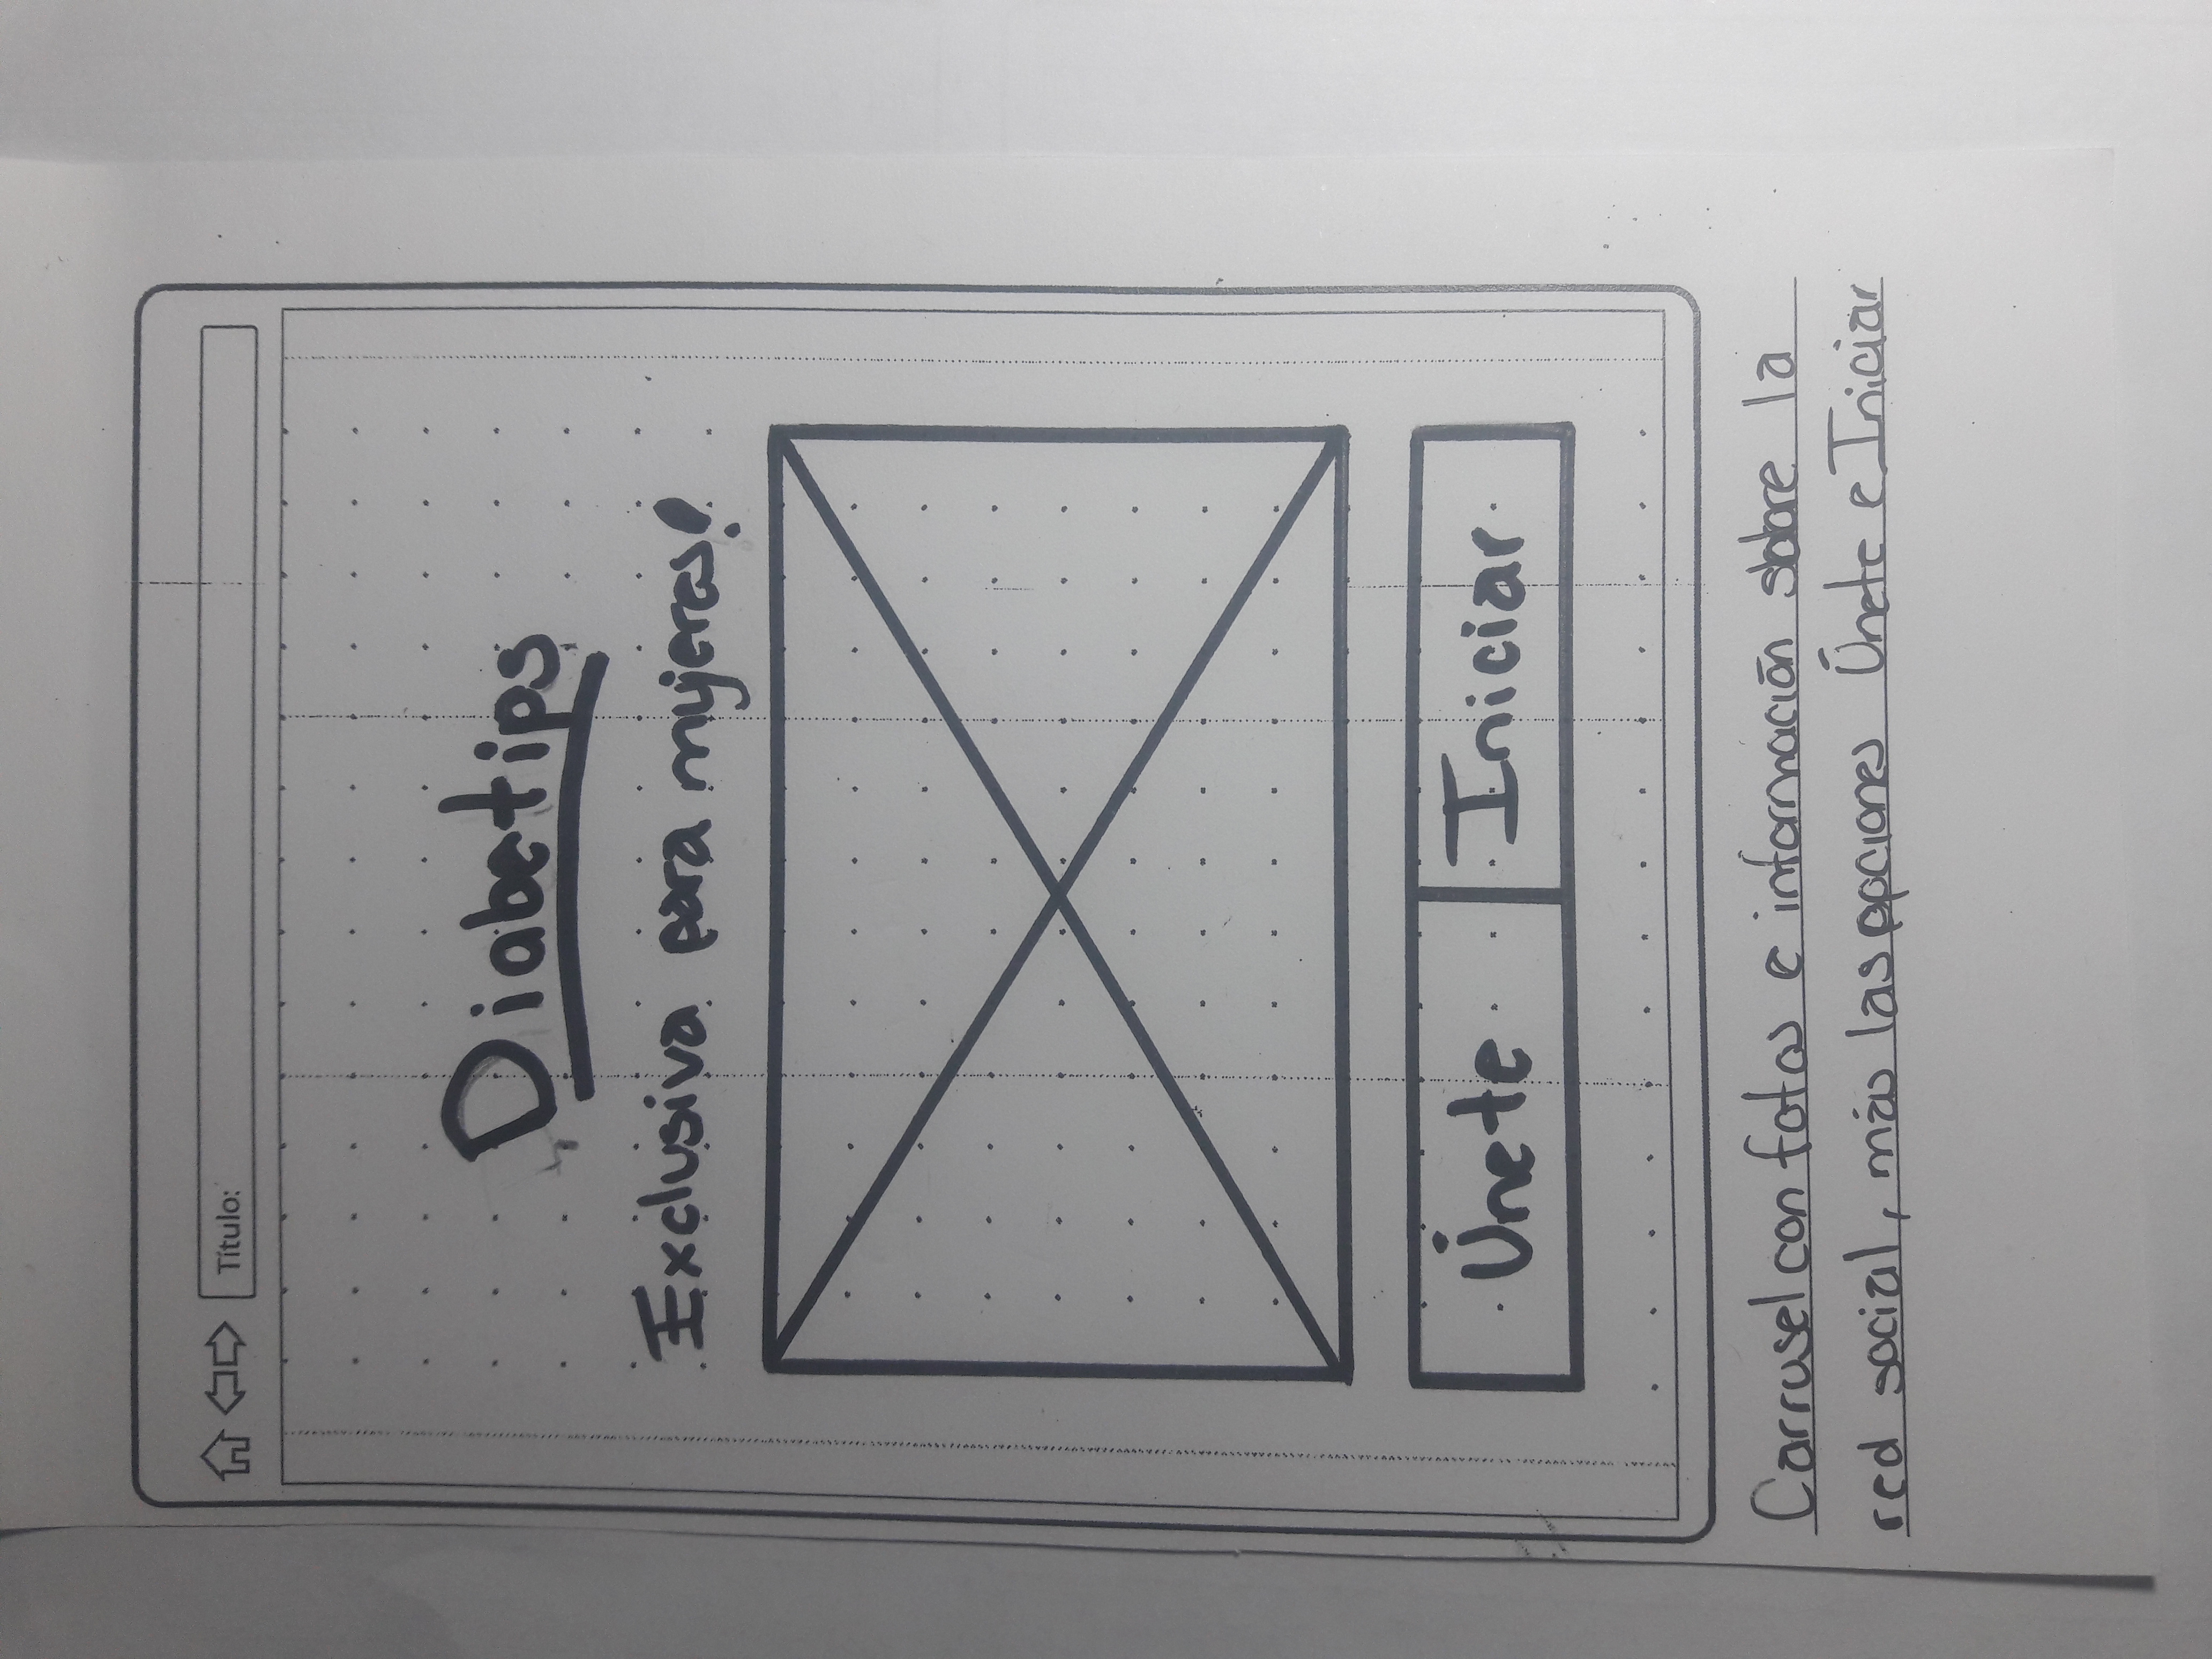 Título:
Diabetips
Exclusiva para mujeres!
Únete Iniciar
Carrusel con fotos e información sobre la
red social, más las opciones Únete e Iniciar